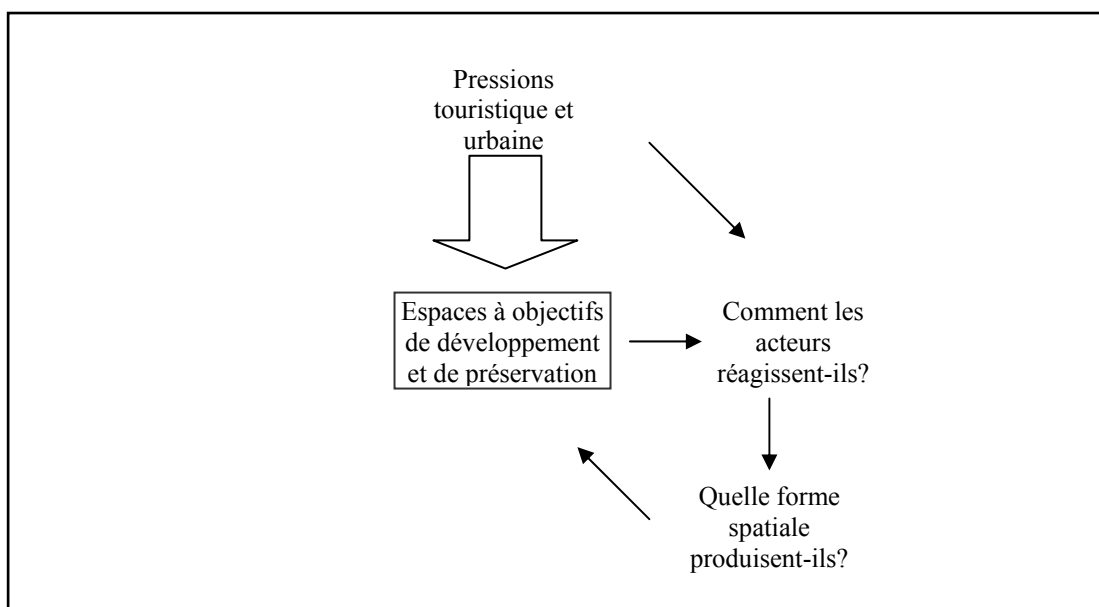 Pressions
touristique et
urbaine
Espaces à objectifs
de développement
et de préservation
Comment les
acteurs
réagissent-ils?
Quelle forme
spatiale
produisent-ils?